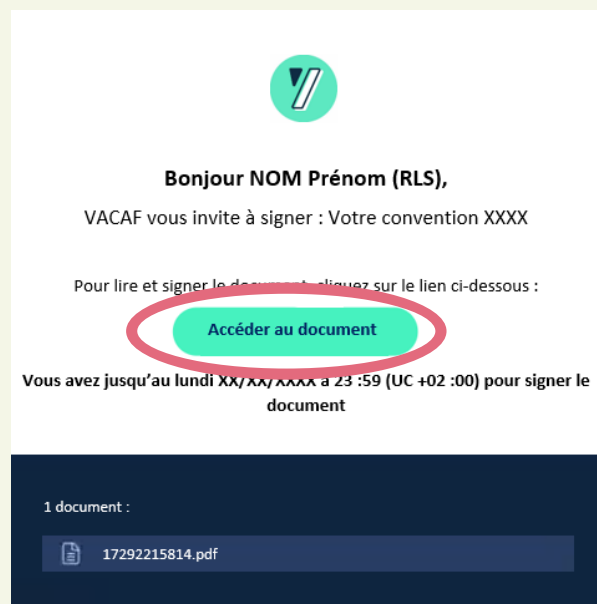 Bonjour NOM Prénom (RLS),
VACAF vous invite à signer : Votre convention XXXX
Pour lire et signer le document, cliquez sur le lien ci-dessous :
Accéder au document
Vous avez jusqu'au lundi XX/XX/XXXX à 23 :59 (UC +02 :00) pour signer le
document
1 document :
17292215814.pdf